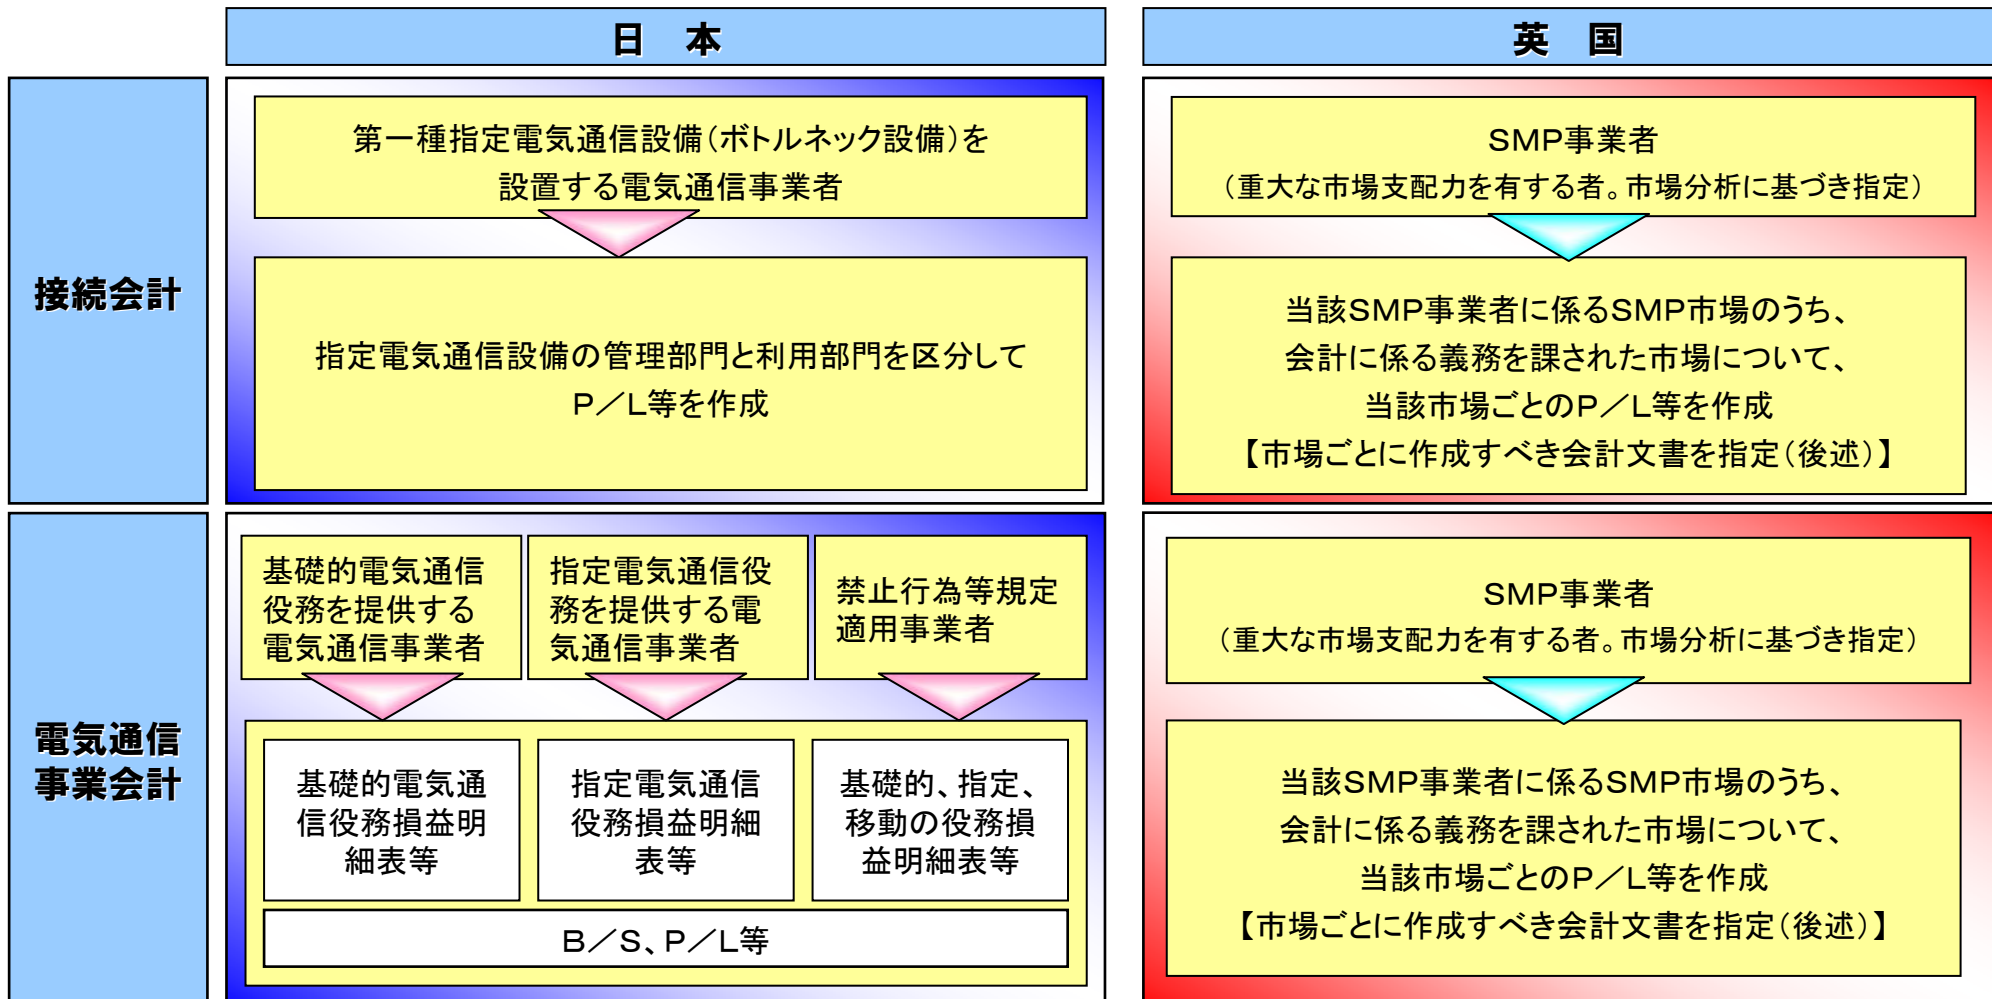 日 本
英 国
接続会計
第一種指定電気通信設備(ボトルネック設備)を
設置する電気通信事業者
指定電気通信設備の管理部門と利用部門を区分して
P/L等を作成
SMP事業者
(重大な市場支配力を有する者。市場分析に基づき指定)
当該SMP事業者に係るSMP市場のうち、
会計に係る義務を課された市場について、
当該市場ごとのP/L等を作成
【市場ごとに作成すべき会計文書を指定(後述)】
電気通信
事業会計
基礎的電気通信
役務を提供する
電気通信事業者
指定電気通信役
務を提供する電
気通信事業者
禁止行為等規定
適用事業者
基礎的電気通
信役務損益明
細表等
指定電気通信
役務損益明細
表等
基礎的、指定、
移動の役務損
益明細表等
B/S、P/L等
SMP事業者
(重大な市場支配力を有する者。市場分析に基づき指定)
当該SMP事業者に係るSMP市場のうち、
会計に係る義務を課された市場について、
当該市場ごとのP/L等を作成
【市場ごとに作成すべき会計文書を指定(後述)】